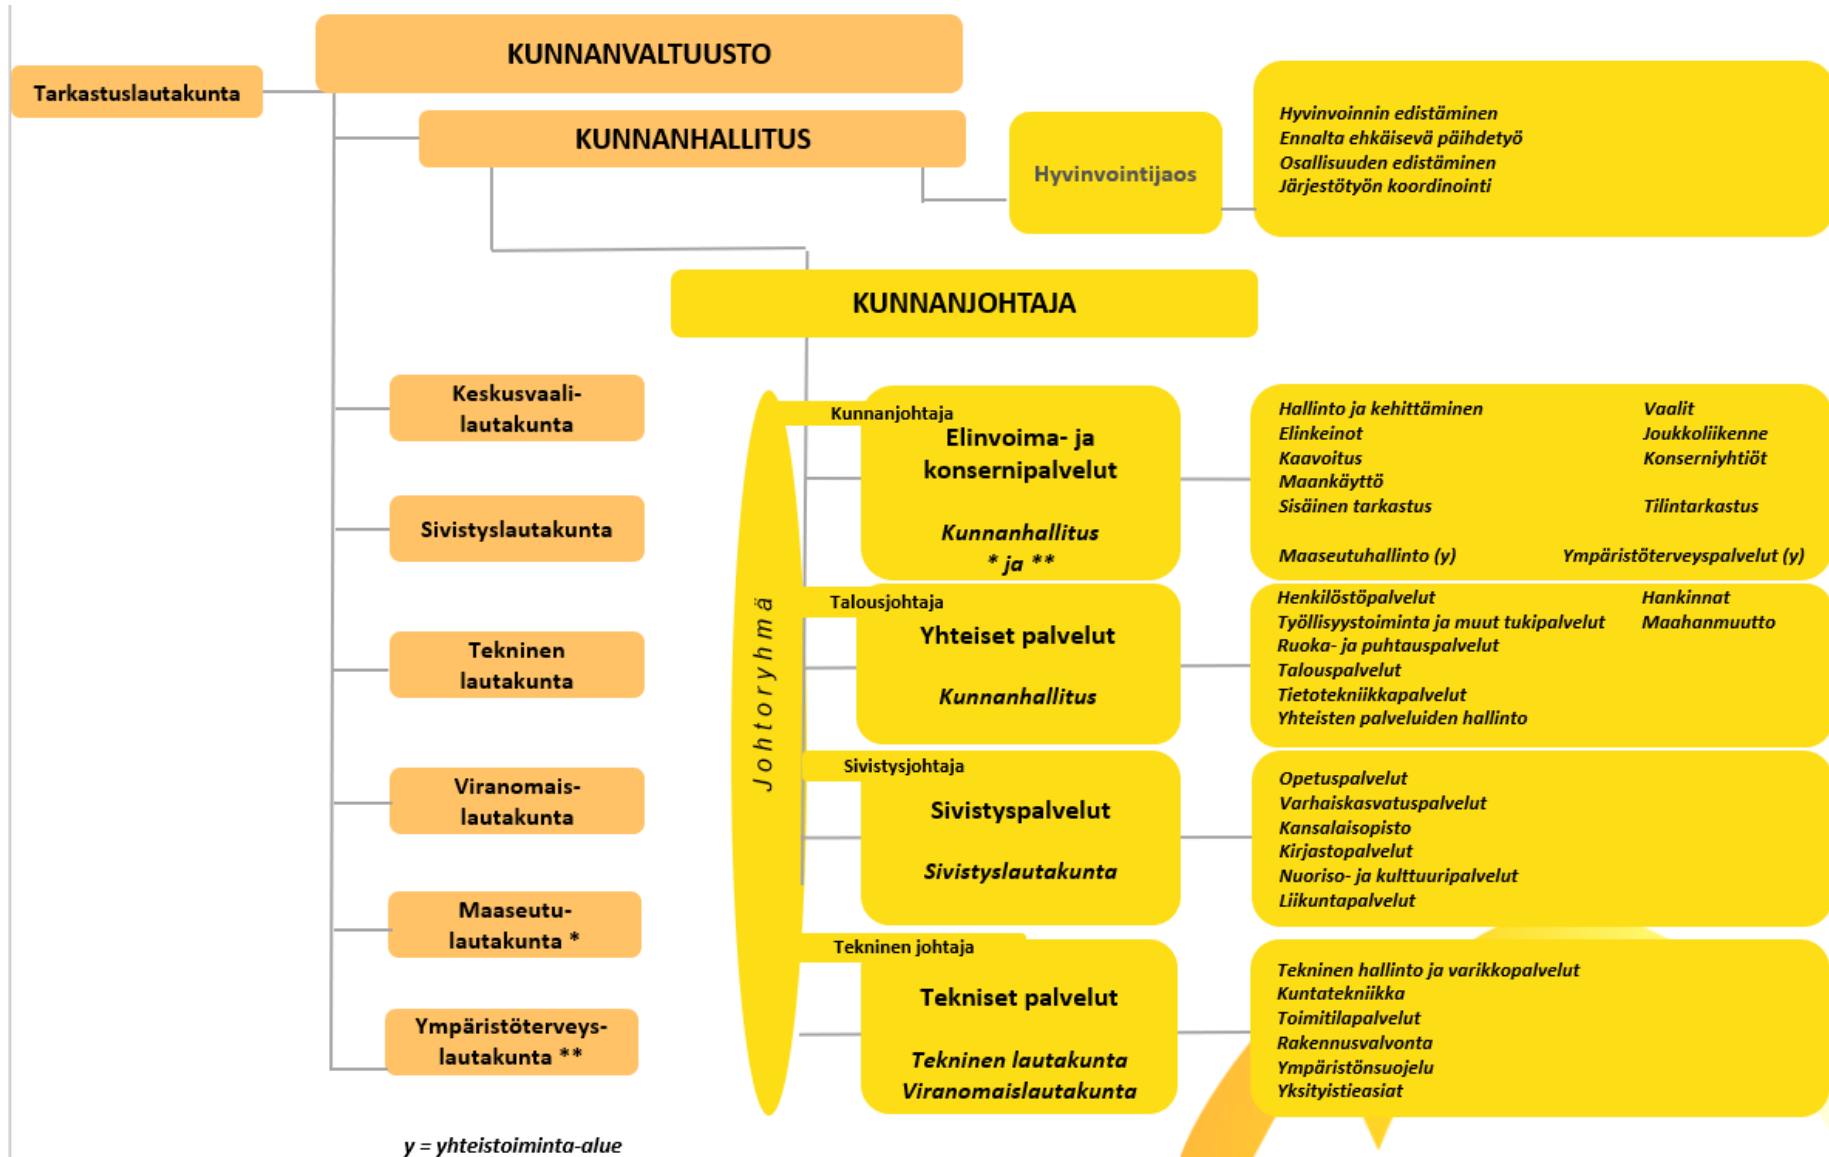 KUNNANVALTUUSTO
Tarkastuslautakunta
KUNNANHALLITUS
Hyvinvointijaos
Hyvinvoinnin edistäminen
Ennalta ehkäisevä päihdetyö
Osallisuuden edistäminen
Järjestötyön koordinointi
KUNNANJOHTAJA
Keskusvaali-
lautakunta
Sivistyslautakunta
Tekninen
lautakunta
Viranomais-
lautakunta
Maaseutu-
lautakunta *
Ympäristöterveys-
lautakunta **
y = yhteistoiminta-alue
Johtoryhmä
Kunnanjohtaja
Elinvoima- ja
konsernipalvelut
Kunnanhallitus
* ja **
Hallinto ja kehittäminen Vaalit
Elinkeinot Joukkoliikenne
Kaavoitus Konserniyhtiöt
Maankäyttö
Sisäinen tarkastus Tilintarkastus
Maaseutuhallinto (y) Ympäristöterveyspalvelut (y)
Talousjohtaja
Yhteiset palvelut
Kunnanhallitus
Henkilöstöpalvelut Hankinnat
Työllisyystoiminta ja muut tukipalvelut Maahanmuutto
Ruoka- ja puhtauspalvelut
Talouspalvelut
Tietotekniikkapalvelut
Yhteisten palveluiden hallinto
Sivistysjohtaja
Sivistyspalvelut
Sivistyslautakunta
Opetuspalvelut
Varhaiskasvatuspalvelut
Kansalaisopisto
Kirjastopalvelut
Nuoriso- ja kulttuuripalvelut
Liikuntapalvelut
Tekninen johtaja
Tekniset palvelut
Tekninen lautakunta
Viranomaislautakunta
Tekninen hallinto ja varikkopalvelut
Kuntatekniikka
Toimitilapalvelut
Rakennusvalvonta
Ympäristönsuojelu
Yksityistieasiat